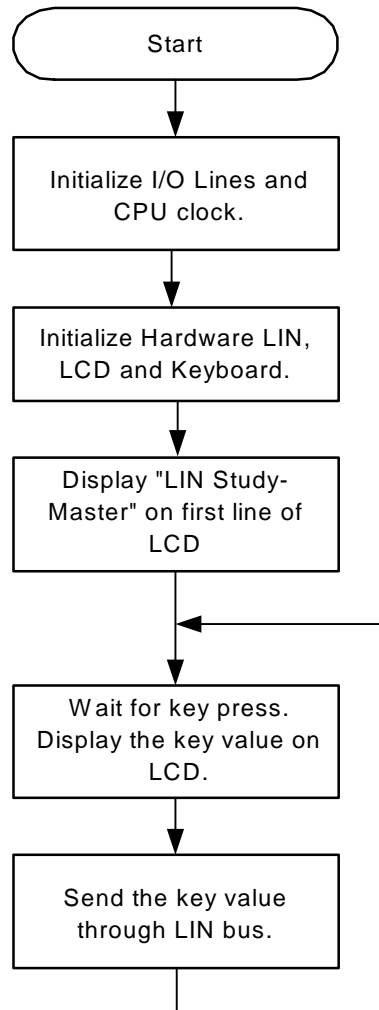 Start
Initialize I/O Lines and
CPU clock.
Initialize Hardware LIN,
LCD and Keyboard.
Display "LIN Study-
Master" on first line of
LCD
Wait for key press.
Display the key value on
LCD.
Send the key value
through LIN bus.